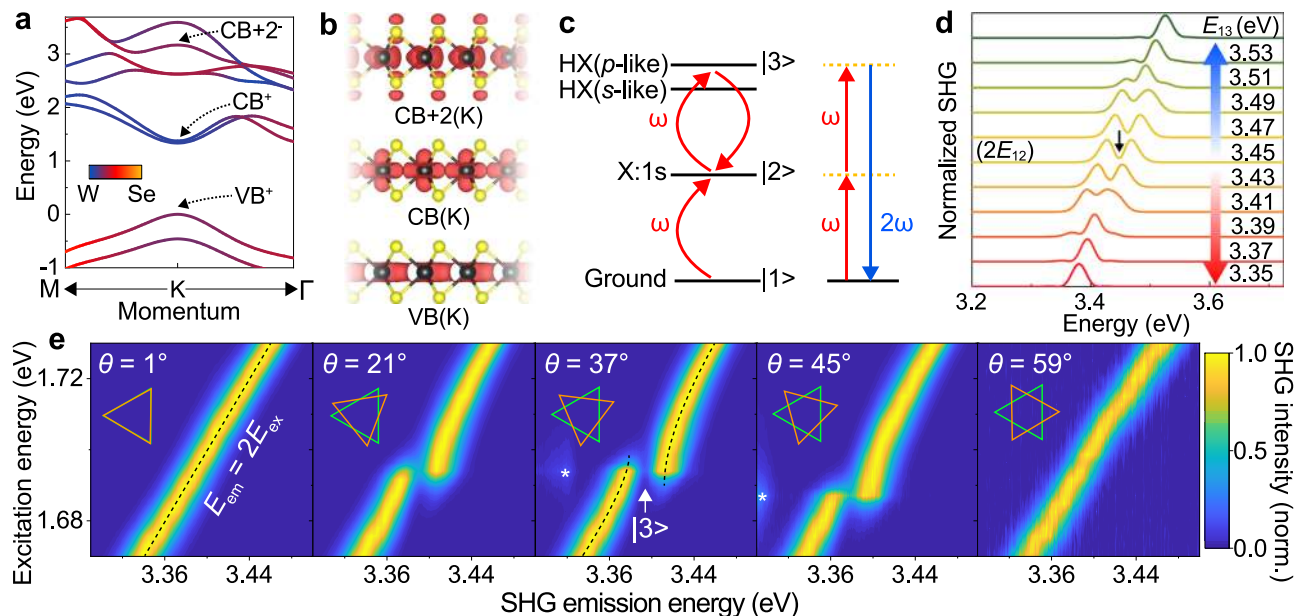 a
Energy (eV)
3
2
1
0
-1
CB+2⁻
CB⁺
W Se
VB⁺
M K Γ
Momentum
b
CB+2(K)
CB(K)
VB(K)
c
HX(p-like) |3>
HX(s-like)
ω ω
X:1s |2>
ω ω 2ω
Ground |1>
d
Normalized SHG
E₁₃ (eV)
3.53
3.51
3.49
3.47
(2E₁₂) 3.45
3.43
3.41
3.39
3.37
3.35
3.2 3.4 3.6
Energy (eV)
e
Excitation energy (eV)
1.72
1.68
θ = 1°
θ = 21°
θ = 37°
θ = 45°
θ = 59°
E_em = 2E_ex
*
|3>
*
3.36 3.44 3.36 3.44 3.36 3.44 3.36 3.44 3.36 3.44
SHG emission energy (eV)
1.0
0.5
0.0
SHG intensity (norm.)